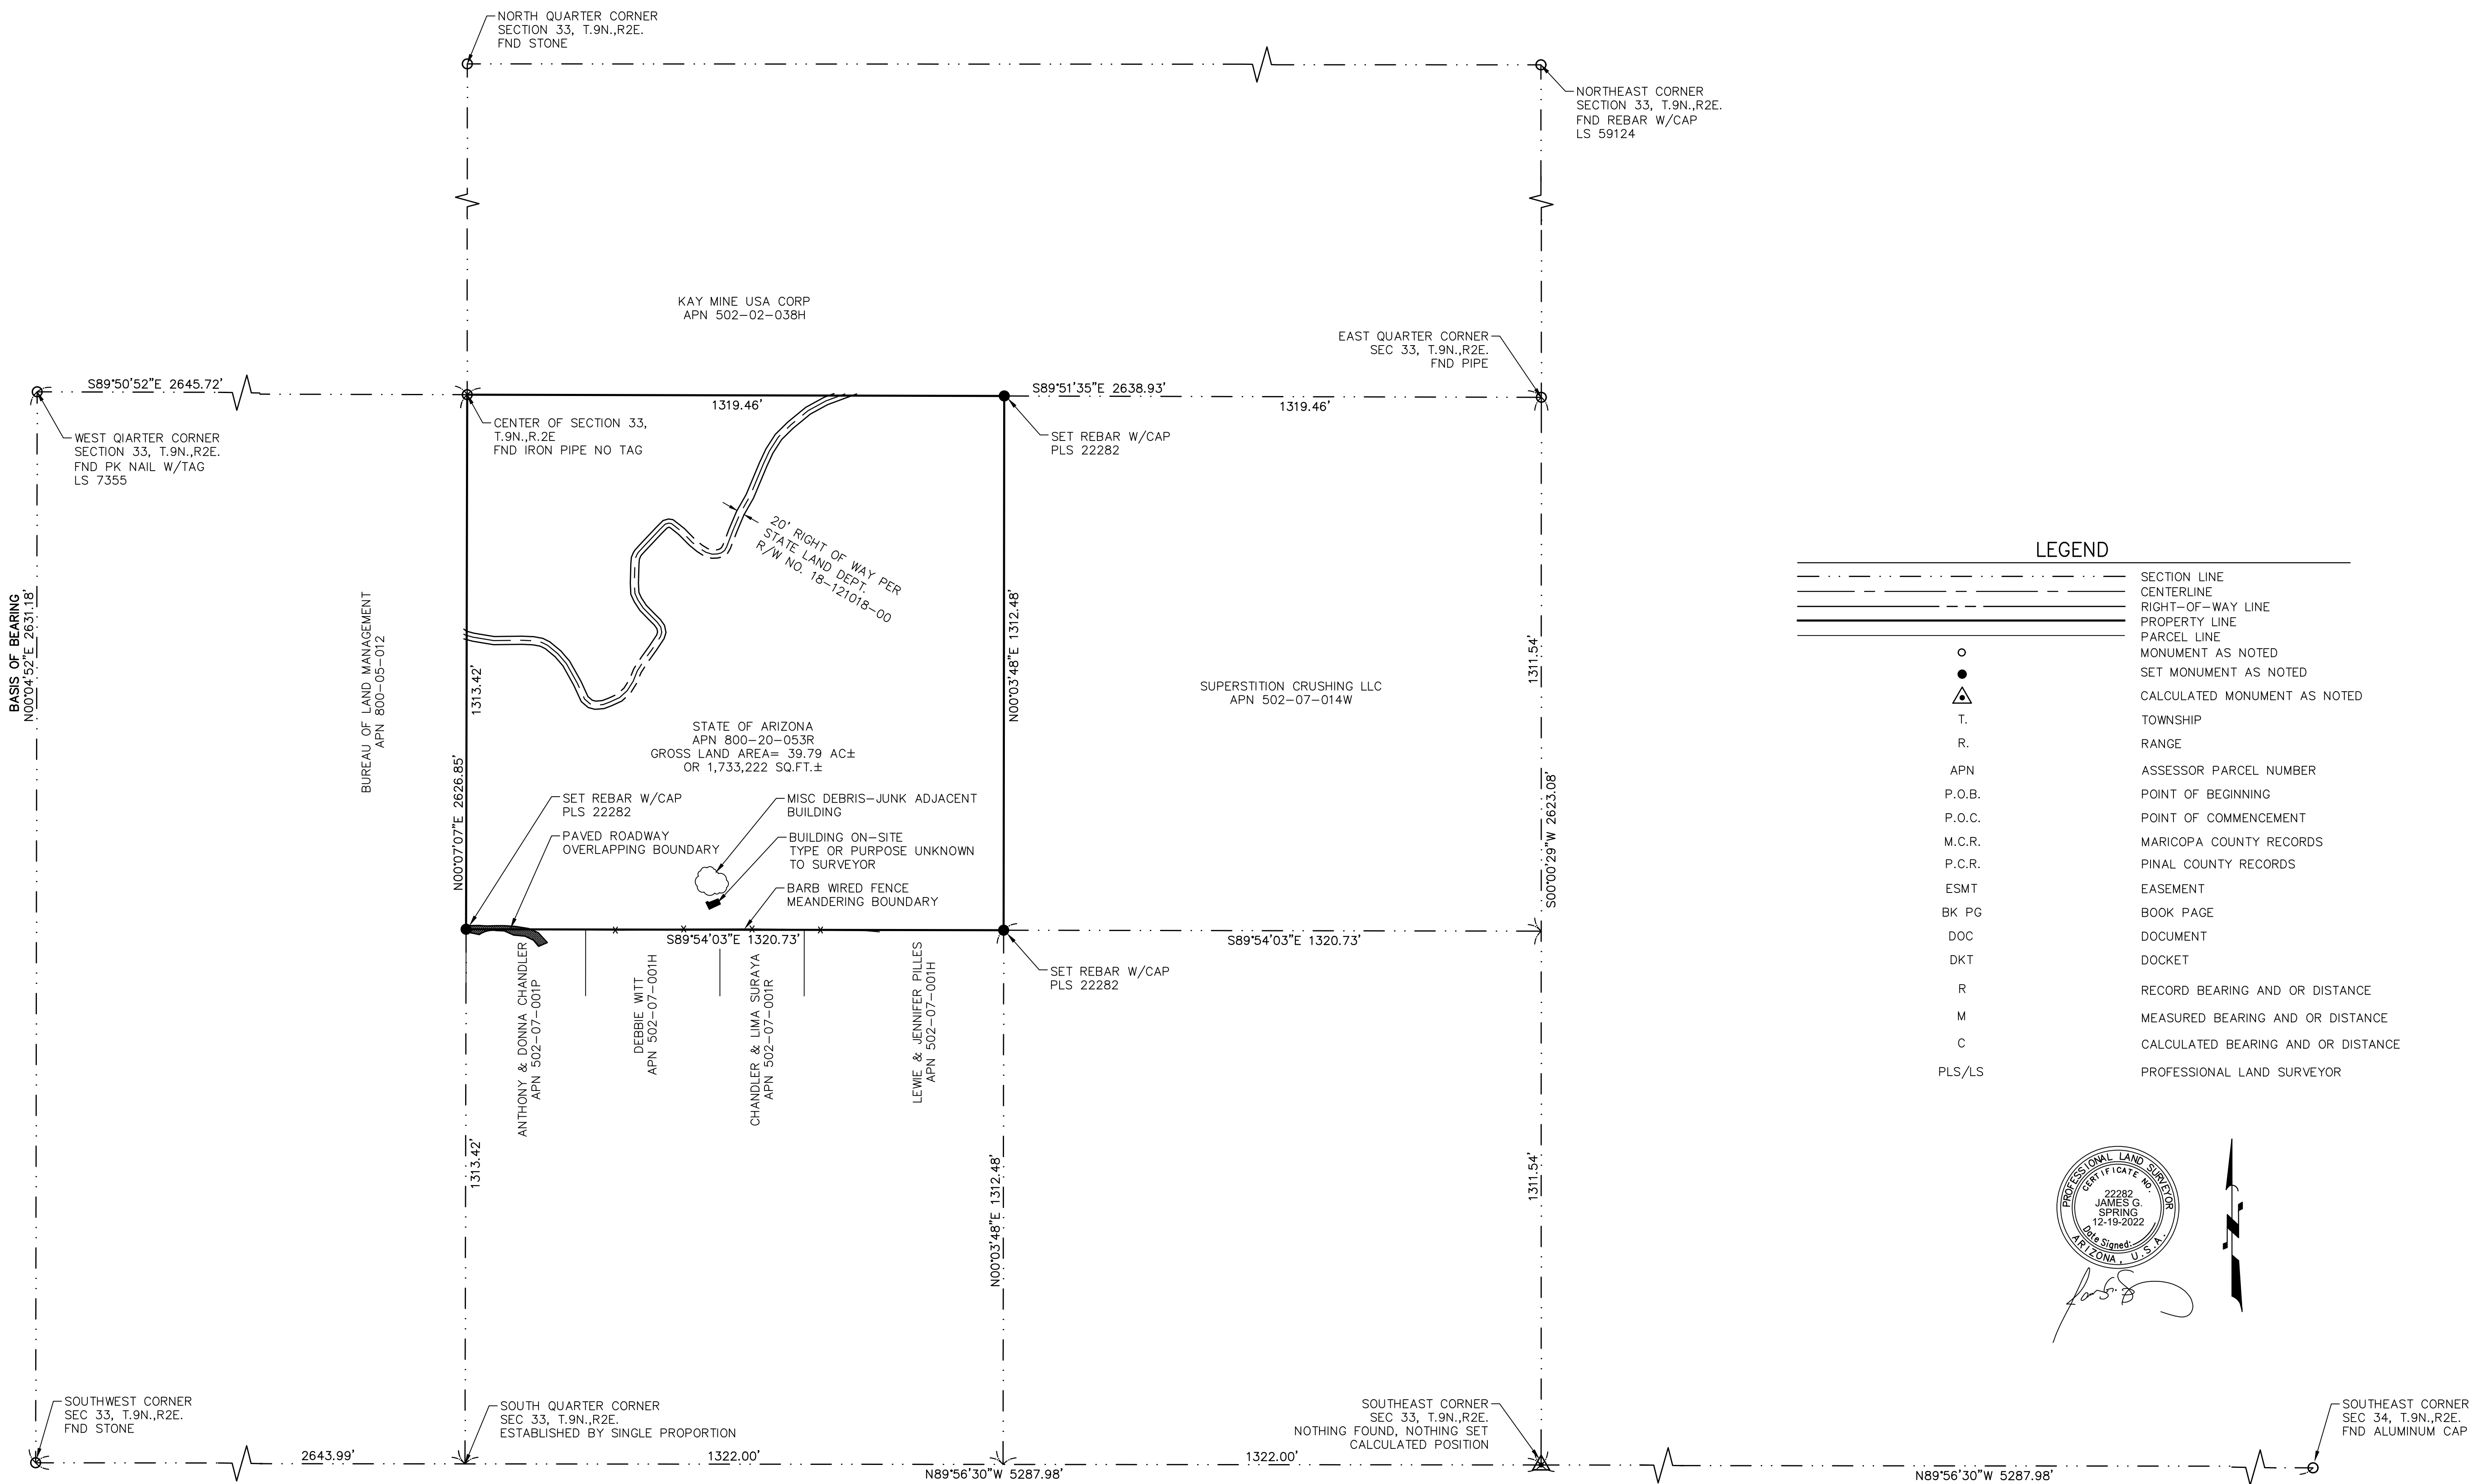 NORTH QUARTER CORNER
SECTION 33, T.9N.,R2E.
FND STONE
NORTHEAST CORNER
SECTION 33, T.9N.,R2E.
FND REBAR W/CAP
LS 59124
KAY MINE USA CORP
APN 502-02-038H
EAST QUARTER CORNER
SEC 33, T.9N.,R2E.
FND PIPE
S89°50'52"E 2645.72'
1319.46'
S89°51'35"E 2638.93'
1319.46'
WEST QIARTER CORNER
SECTION 33, T.9N.,R2E.
FND PK NAIL W/TAG
LS 7355
CENTER OF SECTION 33,
T.9N.,R.2E
FND IRON PIPE NO TAG
SET REBAR W/CAP
PLS 22282
20' RIGHT OF WAY PER
STATE LAND DEPT.
R/W NO. 18-121018-00
BASIS OF BEARING
N00°04'52"E 2631.18'
BUREAU OF LAND MANAGEMENT
APN 800-05-012
1313.42'
N00°07'07"E 2626.85'
N00°03'48"E 1312.48'
SUPERSTITION CRUSHING LLC
APN 502-07-014W
1311.54'
S00°00'29"W 2623.08'
STATE OF ARIZONA
APN 800-20-053R
GROSS LAND AREA= 39.79 AC±
OR 1,733,222 SQ.FT.±
SET REBAR W/CAP
PLS 22282
PAVED ROADWAY
OVERLAPPING BOUNDARY
MISC DEBRIS-JUNK ADJACENT
BUILDING
BUILDING ON-SITE
TYPE OR PURPOSE UNKNOWN
TO SURVEYOR
BARB WIRED FENCE
MEANDERING BOUNDARY
x x x x
S89°54'03"E 1320.73'
S89°54'03"E 1320.73'
SET REBAR W/CAP
PLS 22282
ANTHONY & DONNA CHANDLER
APN 502-07-001P
DEBBIE WITT
APN 502-07-001H
CHANDLER & LIMA SURAYA
APN 502-07-001R
LEWIE & JENNIFER PILLES
APN 502-07-001H
1313.42'
N00°03'48"E 1312.48'
1311.54'
SOUTHWEST CORNER
SEC 33, T.9N.,R2E.
FND STONE
SOUTH QUARTER CORNER
SEC 33, T.9N.,R2E.
ESTABLISHED BY SINGLE PROPORTION
SOUTHEAST CORNER
SEC 33, T.9N.,R2E.
NOTHING FOUND, NOTHING SET
CALCULATED POSITION
SOUTHEAST CORNER
SEC 34, T.9N.,R2E.
FND ALUMINUM CAP
2643.99'
1322.00'
1322.00'
N89°56'30"W 5287.98'
N89°56'30"W 5287.98'
LEGEND
SECTION LINE
CENTERLINE
RIGHT-OF-WAY LINE
PROPERTY LINE
PARCEL LINE
MONUMENT AS NOTED
SET MONUMENT AS NOTED
CALCULATED MONUMENT AS NOTED
T. TOWNSHIP
R. RANGE
APN ASSESSOR PARCEL NUMBER
P.O.B. POINT OF BEGINNING
P.O.C. POINT OF COMMENCEMENT
M.C.R. MARICOPA COUNTY RECORDS
P.C.R. PINAL COUNTY RECORDS
ESMT EASEMENT
BK PG BOOK PAGE
DOC DOCUMENT
DKT DOCKET
R RECORD BEARING AND OR DISTANCE
M MEASURED BEARING AND OR DISTANCE
C CALCULATED BEARING AND OR DISTANCE
PLS/LS PROFESSIONAL LAND SURVEYOR
PROFESSIONAL LAND SURVEYOR
CERTIFICATE NO.
22282
JAMES G.
SPRING
12-19-2022
Date Signed:
ARIZONA, U.S.A.
N